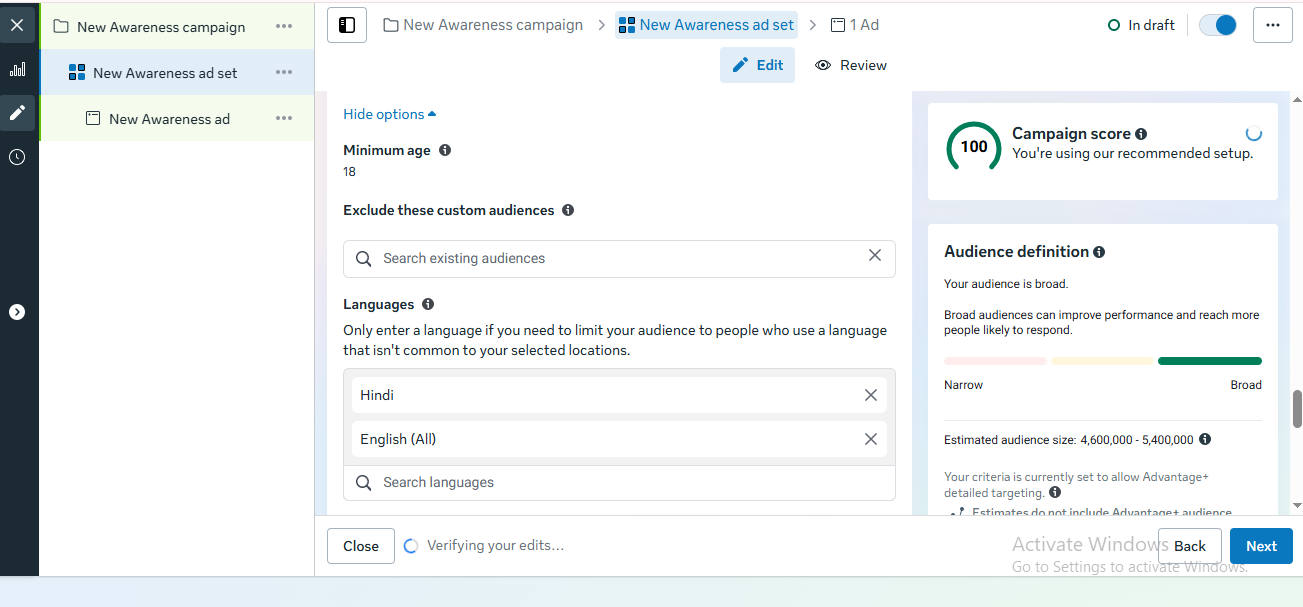 New Awareness campaign
New Awareness ad set
New Awareness ad
New Awareness campaign
New Awareness ad set
1 Ad
In draft
Edit
Review
Hide options
Minimum age
18
Exclude these custom audiences
Search existing audiences
Languages
Only enter a language if you need to limit your audience to people who use a language
that isn't common to your selected locations.
Hindi
English (All)
Search languages
100
Campaign score
You're using our recommended setup.
Audience definition
Your audience is broad.
Broad audiences can improve performance and reach more
people likely to respond.
Narrow
Broad
Estimated audience size: 4,600,000 - 5,400,000
Your criteria is currently set to allow Advantage+
detailed targeting.
Estimates do not include Advantage+ audience
Close
Verifying your edits...
Back
Next
Activate Windows
Go to Settings to activate Windows.